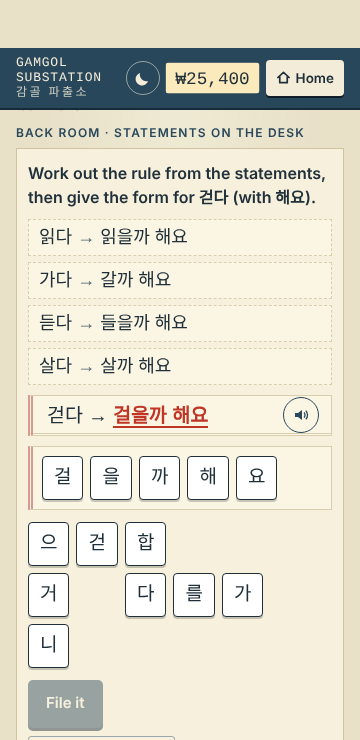 GAMGOL
SUBSTATION
감골 파출소
₩25,400
Home
BACK ROOM · STATEMENTS ON THE DESK
Work out the rule from the statements,
then give the form for 걷다 (with 해요).
읽다 → 읽을까 해요
가다 → 갈까 해요
듣다 → 들을까 해요
살다 → 살까 해요
걷다 → 걸을까 해요
걸 을 까 해 요
으 걷 합
거 다 를 가
니
File it